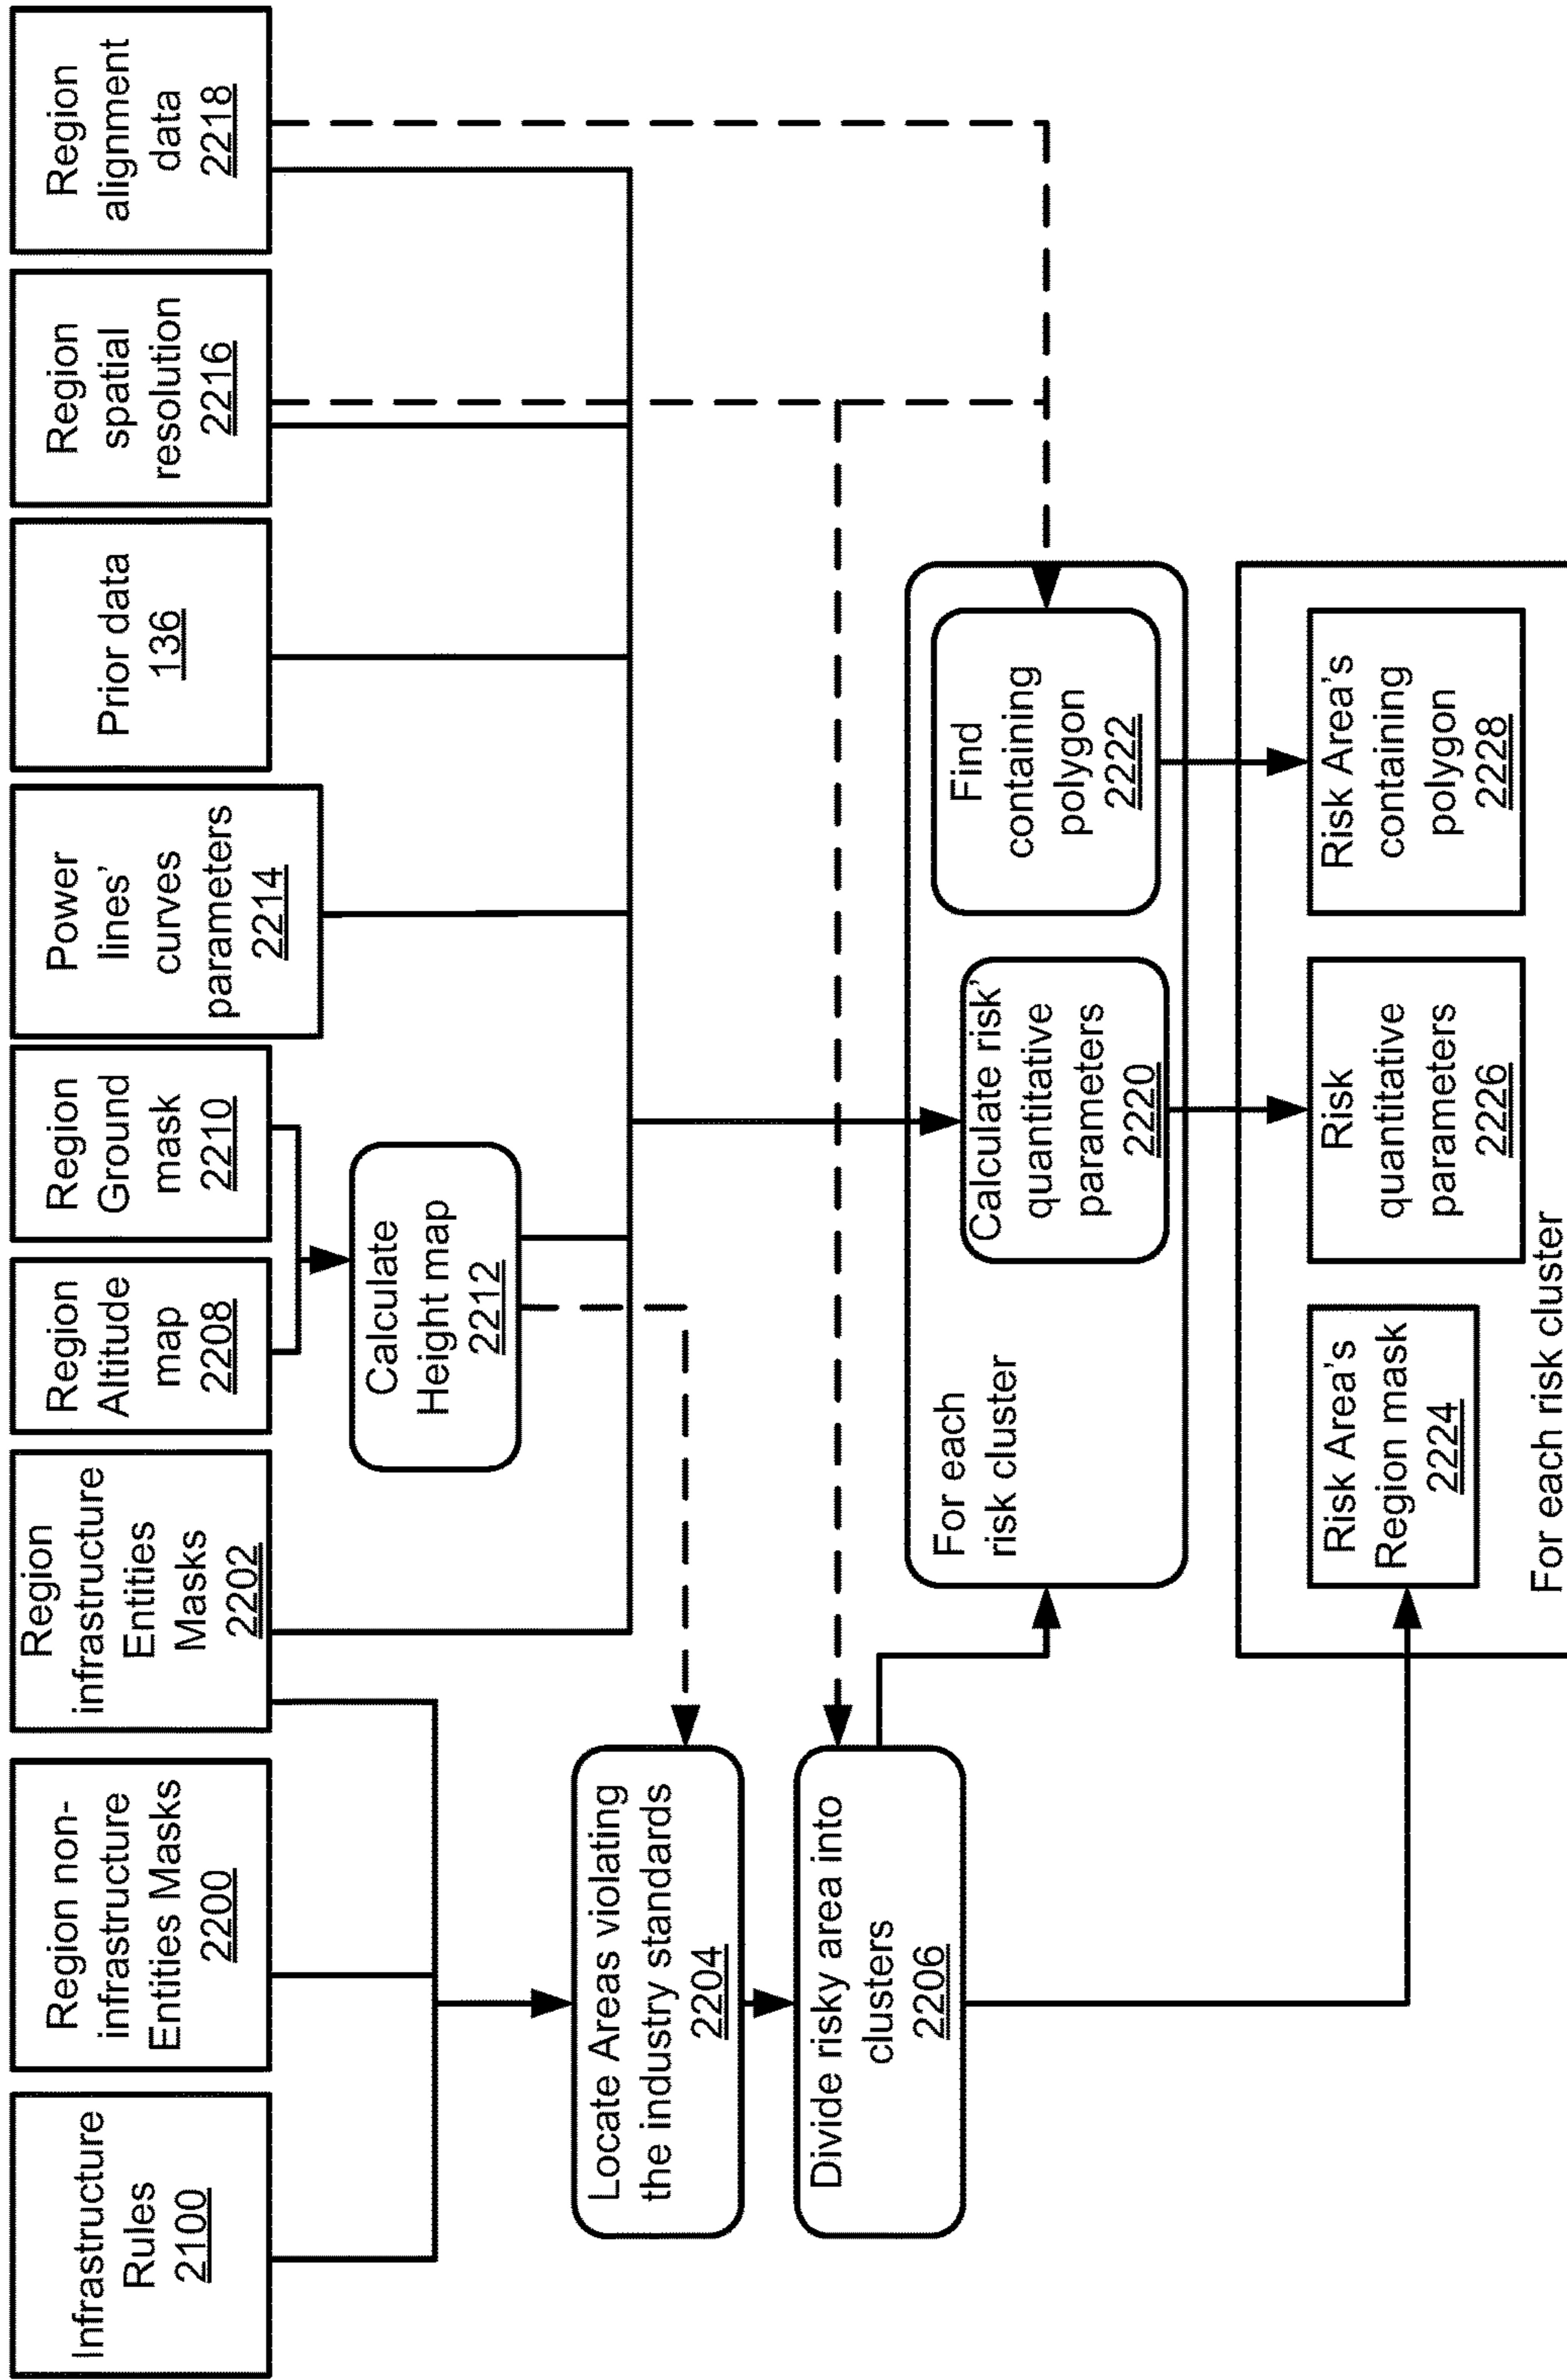 Infrastructure
Rules
2100
Region non-
infrastructure
Entities Masks
2200
Region
infrastructure
Entities
Masks
2202
Region
Altitude
map
2208
Region
Ground
mask
2210
Power
lines'
curves
parameters
2214
Prior data
136
Region
spatial
resolution
2216
Region
alignment
data
2218
Calculate
Height map
2212
Locate Areas violating
the industry standards
2204
Divide risky area into
clusters
2206
For each
risk cluster
Calculate risk'
quantitative
parameters
2220
Find
containing
polygon
2222
Risk Area's
Region mask
2224
Risk
quantitative
parameters
2226
Risk Area's
containing
polygon
2228
For each risk cluster